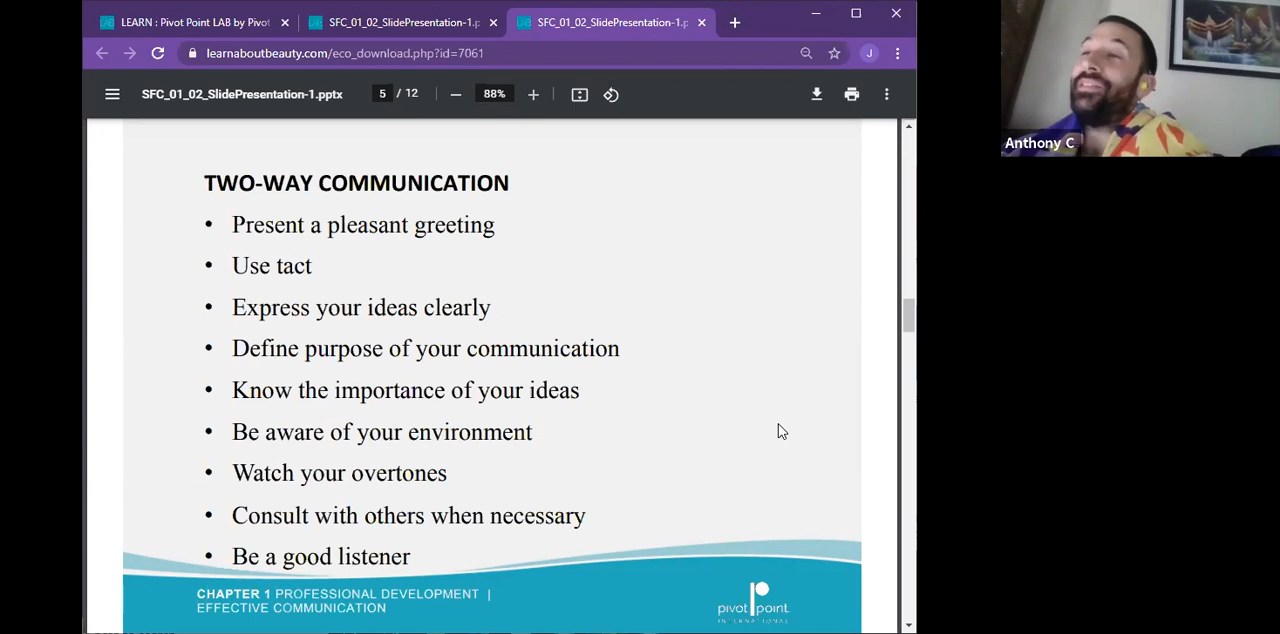 LEARN : Pivot Point LAB by Pivot
SFC_01_02_SlidePresentation-1.p
SFC_01_02_SlidePresentation-1.p
learnaboutbeauty.com/eco_download.php?id=7061
J
SFC_01_02_SlidePresentation-1.pptx
5 / 12
88%
Anthony C
TWO-WAY COMMUNICATION
• Present a pleasant greeting
• Use tact
• Express your ideas clearly
• Define purpose of your communication
• Know the importance of your ideas
• Be aware of your environment
• Watch your overtones
• Consult with others when necessary
• Be a good listener
CHAPTER 1 PROFESSIONAL DEVELOPMENT |
EFFECTIVE COMMUNICATION
pivot point
INTERNATIONAL